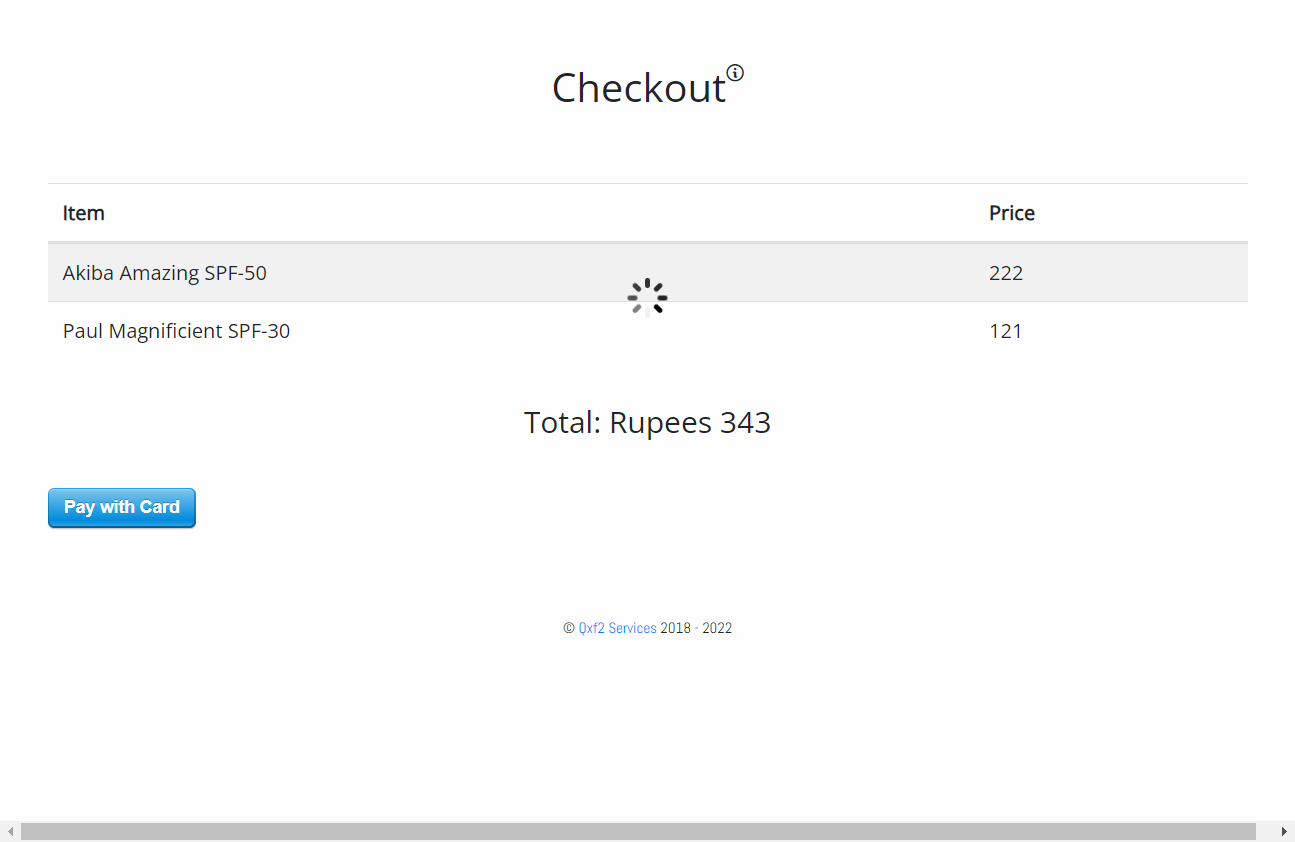 Checkout
Item Price
Akiba Amazing SPF-50 222
Paul Magnificient SPF-30 121
Total: Rupees 343
Pay with Card
© Qxf2 Services 2018 - 2022